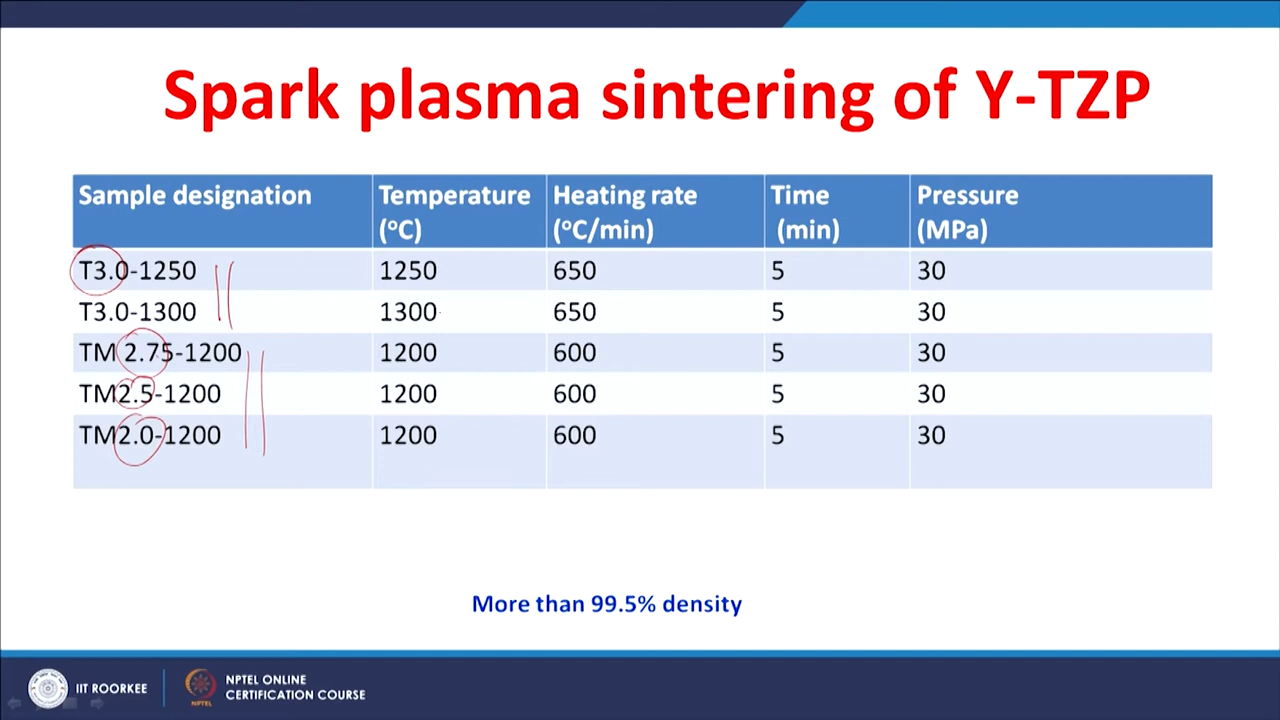 Spark plasma sintering of Y-TZP
Sample designation Temperature (oC) Heating rate (oC/min) Time (min) Pressure (MPa)
T3.0-1250 1250 650 5 30
T3.0-1300 1300 650 5 30
TM 2.75-1200 1200 600 5 30
TM2.5-1200 1200 600 5 30
TM2.0-1200 1200 600 5 30
More than 99.5% density
IIT ROORKEE
NPTEL
NPTEL ONLINE
CERTIFICATION COURSE